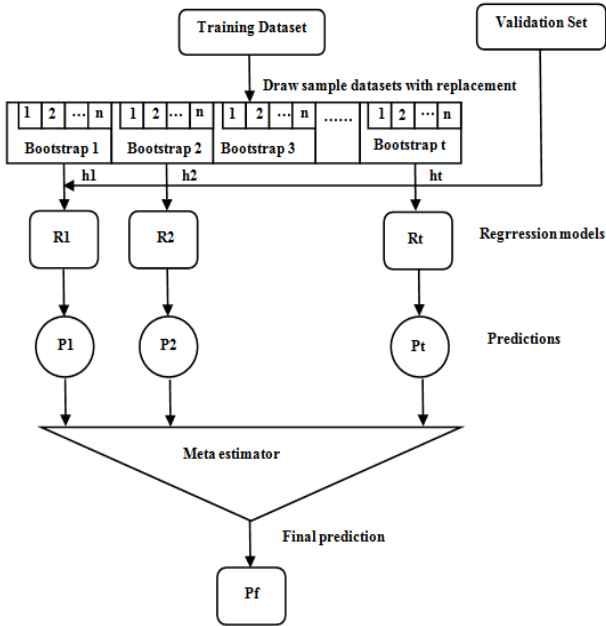 Training Dataset
Validation Set
Draw sample datasets with replacement
1 2 ... n 1 2 ... n 1 2 ... n ...... 1 2 ... n
Bootstrap 1 Bootstrap 2 Bootstrap 3 Bootstrap t
h1 h2 ht
R1 R2 Rt Regrression models
P1 P2 Pt Predictions
Meta estimator
Final prediction
Pf